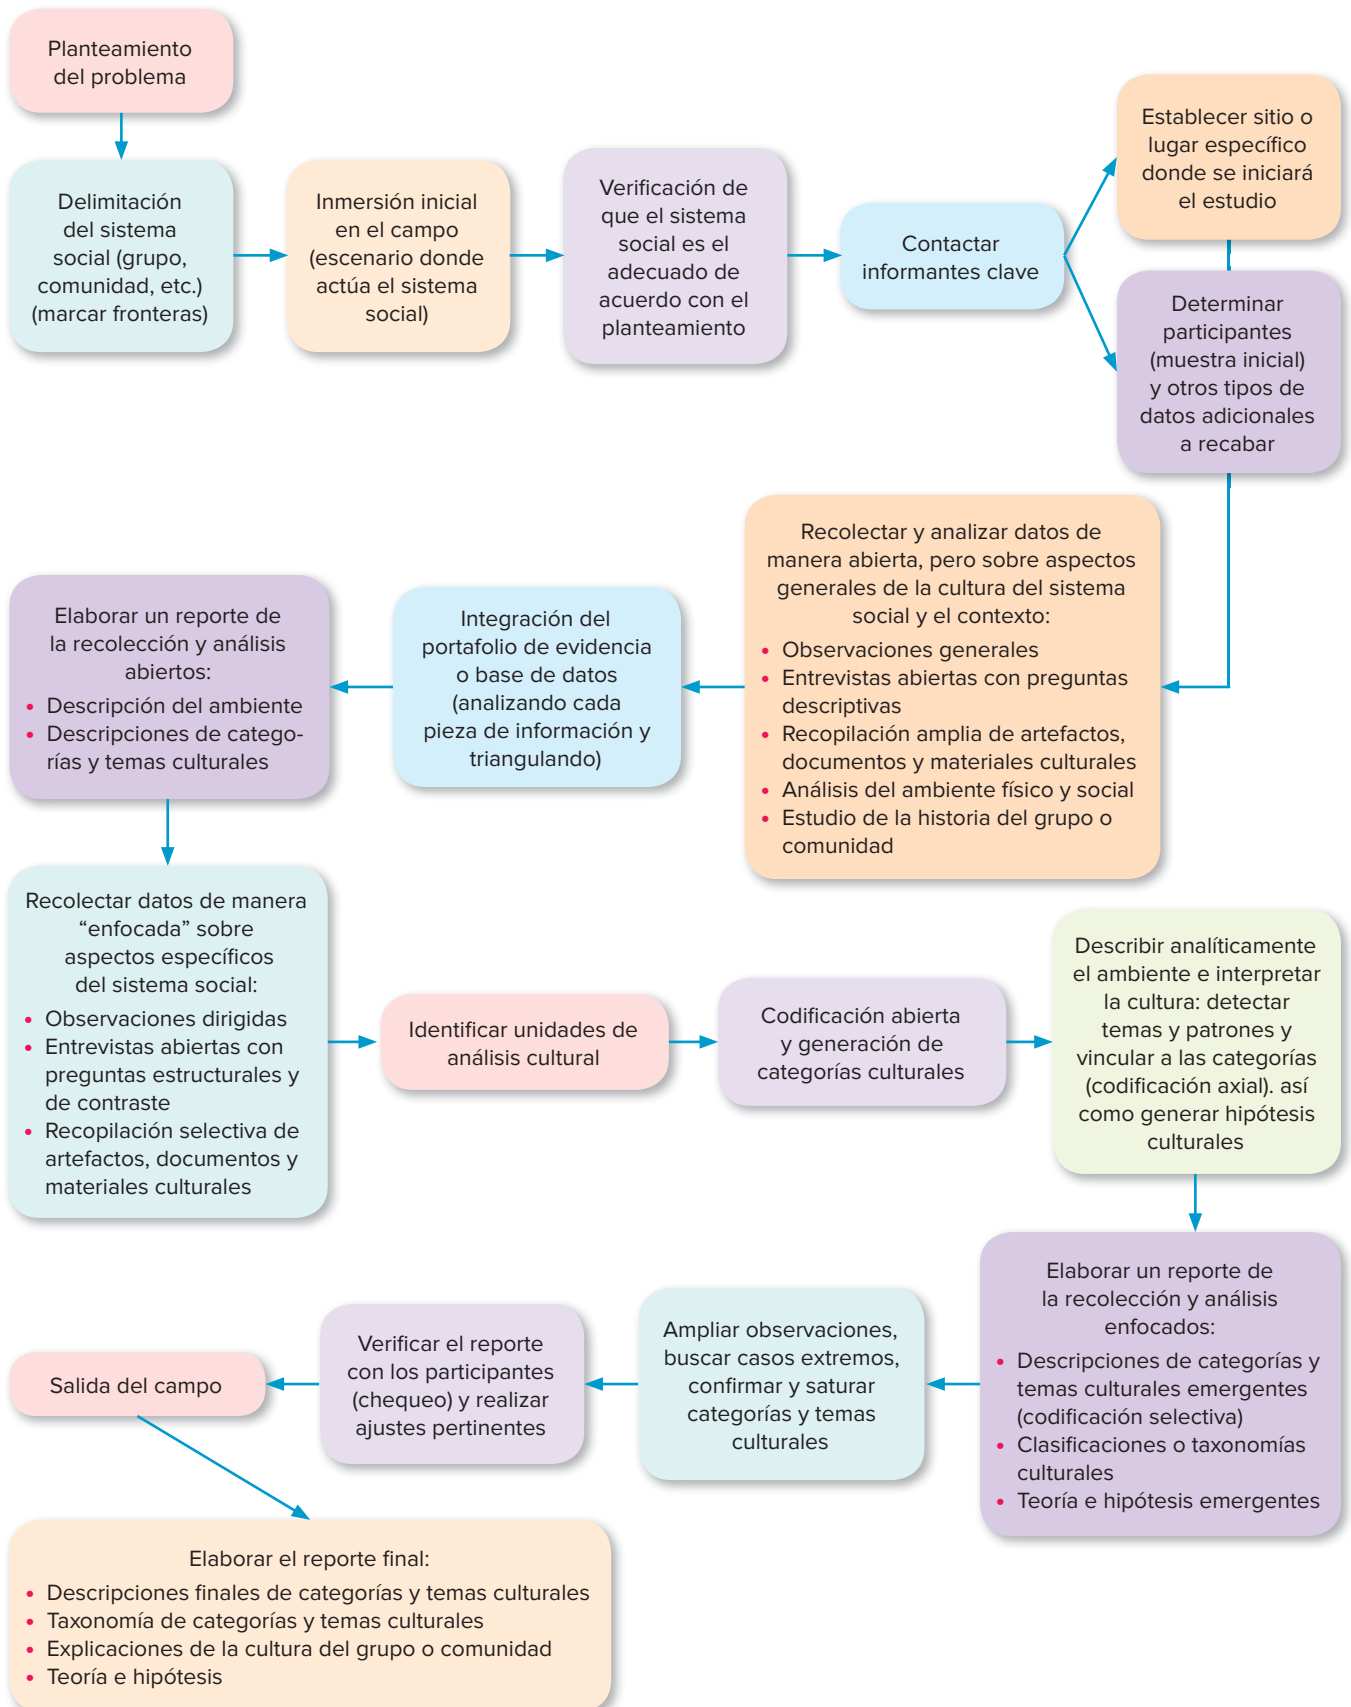 Planteamiento
del problema
Delimitación
del sistema
social (grupo,
comunidad, etc.)
(marcar fronteras)
Inmersión inicial
en el campo
(escenario donde
actúa el sistema
social)
Verificación de
que el sistema
social es el
adecuado de
acuerdo con el
planteamiento
Contactar
informantes clave
Establecer sitio o
lugar específico
donde se iniciará
el estudio
Determinar
participantes
(muestra inicial)
y otros tipos de
datos adicionales
a recabar
Recolectar y analizar datos de
manera abierta, pero sobre aspectos
generales de la cultura del sistema
social y el contexto:
• Observaciones generales
• Entrevistas abiertas con preguntas
descriptivas
• Recopilación amplia de artefactos,
documentos y materiales culturales
• Análisis del ambiente físico y social
• Estudio de la historia del grupo o
comunidad
Integración del
portafolio de evidencia
o base de datos
(analizando cada
pieza de información y
triangulando)
Elaborar un reporte de
la recolección y análisis
abiertos:
• Descripción del ambiente
• Descripciones de catego-
rías y temas culturales
Recolectar datos de manera
“enfocada” sobre
aspectos específicos
del sistema social:
• Observaciones dirigidas
• Entrevistas abiertas con
preguntas estructurales y
de contraste
• Recopilación selectiva de
artefactos, documentos y
materiales culturales
Identificar unidades de
análisis cultural
Codificación abierta
y generación de
categorías culturales
Describir analíticamente
el ambiente e interpretar
la cultura: detectar
temas y patrones y
vincular a las categorías
(codificación axial). así
como generar hipótesis
culturales
Elaborar un reporte de
la recolección y análisis
enfocados:
• Descripciones de categorías y
temas culturales emergentes
(codificación selectiva)
• Clasificaciones o taxonomías
culturales
• Teoría e hipótesis emergentes
Ampliar observaciones,
buscar casos extremos,
confirmar y saturar
categorías y temas
culturales
Verificar el reporte
con los participantes
(chequeo) y realizar
ajustes pertinentes
Salida del campo
Elaborar el reporte final:
• Descripciones finales de categorías y temas culturales
• Taxonomía de categorías y temas culturales
• Explicaciones de la cultura del grupo o comunidad
• Teoría e hipótesis